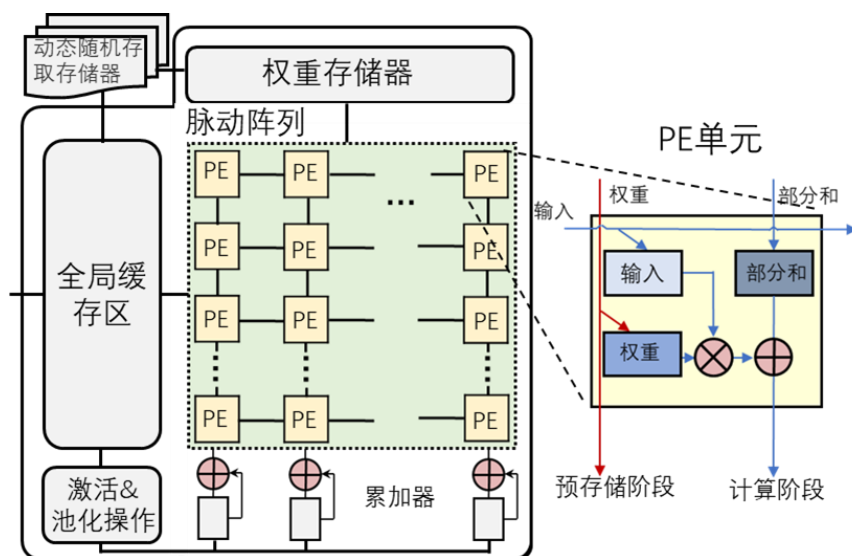 动态随机存
取存储器
权重存储器
脉动阵列
PE单元
PE
PE
...
PE
权重
部分和
输入
PE
PE
PE
输入
部分和
全局缓
存区
PE
PE
PE
权重
PE
PE
PE
激活&
池化操作
累加器
预存储阶段
计算阶段